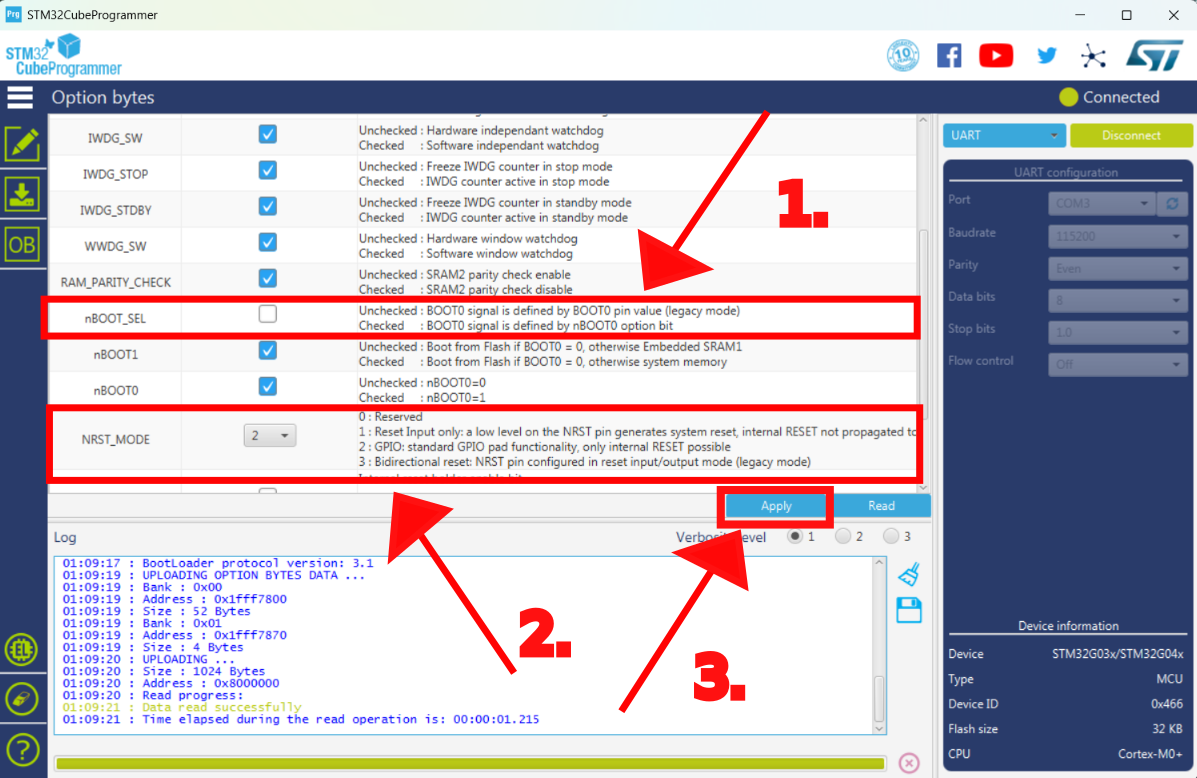 Prg STM32CubeProgrammer
STM32
CubeProgrammer
10
ST
Option bytes
Connected
IWDG_SW
Unchecked : Hardware independant watchdog
Checked : Software independant watchdog
IWDG_STOP
Unchecked : Freeze IWDG counter in stop mode
Checked : IWDG counter active in stop mode
IWDG_STDBY
Unchecked : Freeze IWDG counter in standby mode
Checked : IWDG counter active in standby mode
WWDG_SW
Unchecked : Hardware window watchdog
Checked : Software window watchdog
RAM_PARITY_CHECK
Unchecked : SRAM2 parity check enable
Checked : SRAM2 parity check disable
nBOOT_SEL
Unchecked : BOOT0 signal is defined by BOOT0 pin value (legacy mode)
Checked : BOOT0 signal is defined by nBOOT0 option bit
nBOOT1
Unchecked : Boot from Flash if BOOT0 = 0, otherwise Embedded SRAM1
Checked : Boot from Flash if BOOT0 = 0, otherwise system memory
nBOOT0
Unchecked : nBOOT0=0
Checked : nBOOT0=1
NRST_MODE
2
0 : Reserved
1 : Reset Input only: a low level on the NRST pin generates system reset, internal RESET not propagated to
2 : GPIO: standard GPIO pad functionality, only internal RESET possible
3 : Bidirectional reset: NRST pin configured in reset input/output mode (legacy mode)
1.
2.
3.
Apply
Read
OB
Log
Verbosity level 1 2 3
01:09:17 : BootLoader protocol version: 3.1
01:09:19 : UPLOADING OPTION BYTES DATA ...
01:09:19 : Bank : 0x00
01:09:19 : Address : 0x1fff7800
01:09:19 : Size : 52 Bytes
01:09:19 : Bank : 0x01
01:09:19 : Address : 0x1fff7870
01:09:19 : Size : 4 Bytes
01:09:20 : UPLOADING ...
01:09:20 : Size : 1024 Bytes
01:09:20 : Address : 0x8000000
01:09:20 : Read progress:
01:09:21 : Data read successfully
01:09:21 : Time elapsed during the read operation is: 00:00:01.215
UART
Disconnect
UART configuration
Port COM3
Baudrate 115200
Parity Even
Data bits 8
Stop bits 1.0
Flow control Off
Device information
Device STM32G03x/STM32G04x
Type MCU
Device ID 0x466
Flash size 32 KB
CPU Cortex-M0+
EL
?